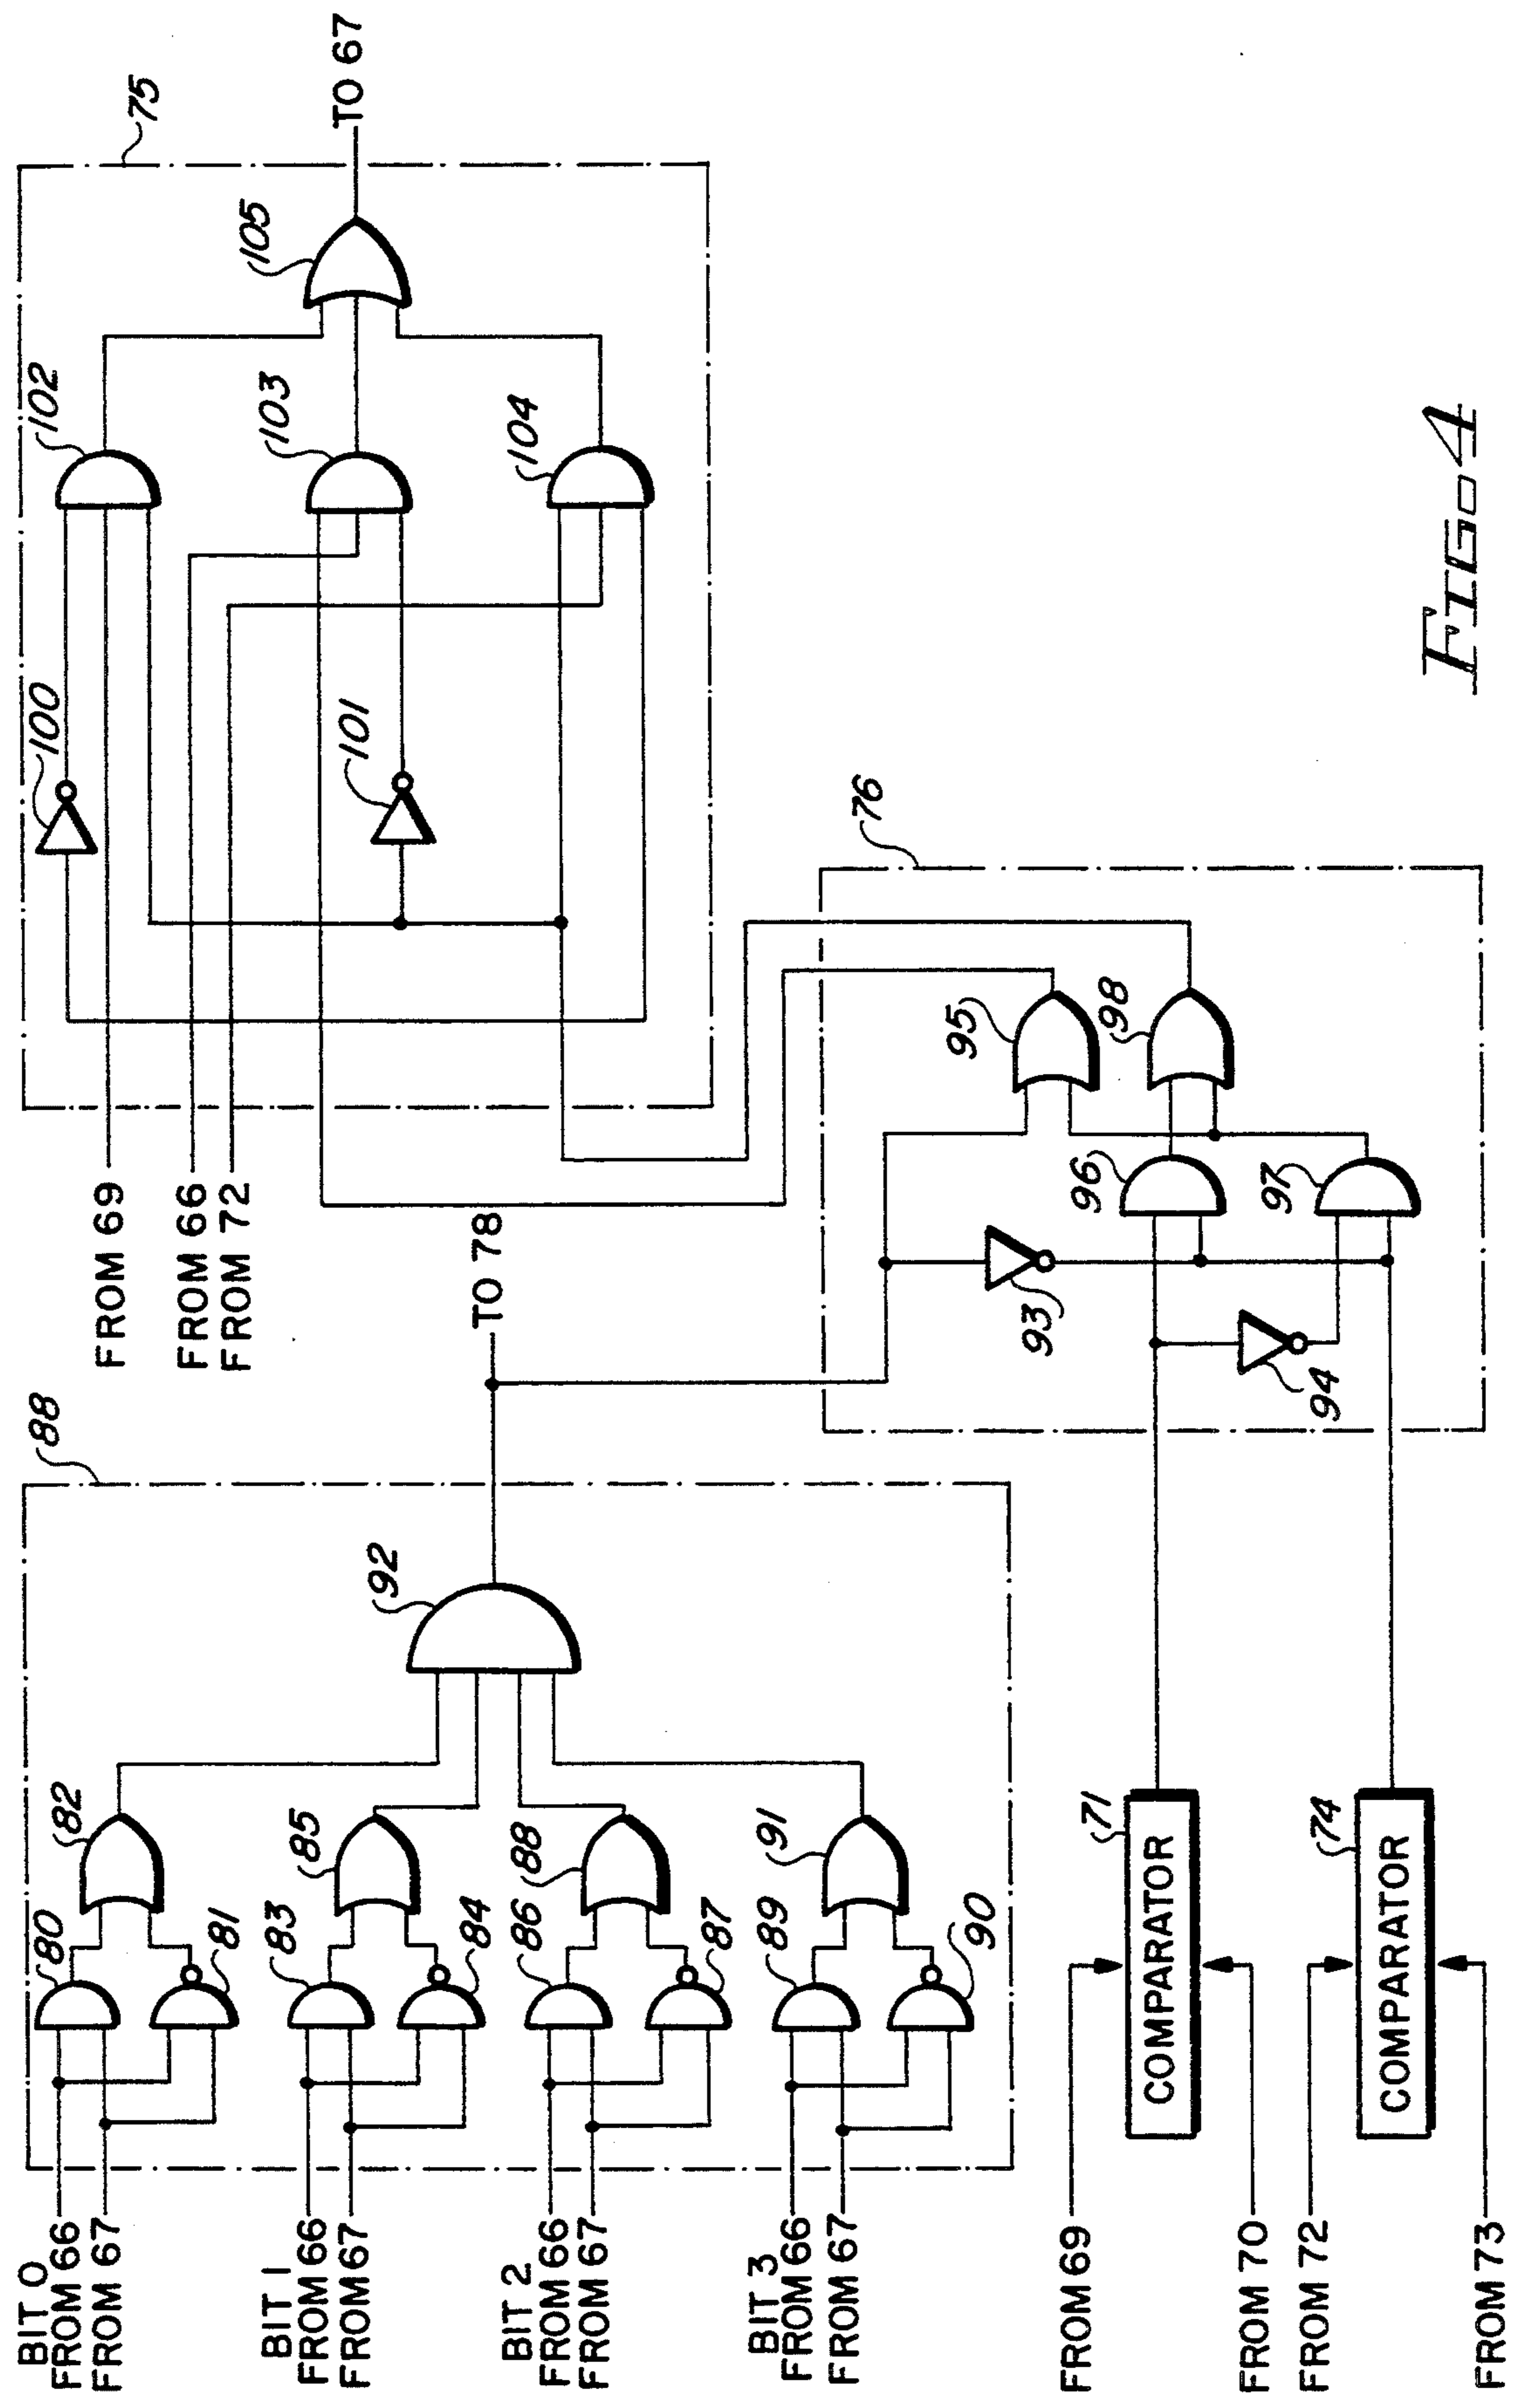 BIT 0
FROM 66
FROM 67
BIT 1
FROM 66
FROM 67
BIT 2
FROM 66
FROM 67
BIT 3
FROM 66
FROM 67
80
81
82
83
84
85
86
87
88
89
90
91
92
88
TO 78
FROM 69
FROM 70
COMPARATOR
71
FROM 72
FROM 73
COMPARATOR
74
93
94
95
96
97
98
76
FROM 69
FROM 66
FROM 72
100
101
102
103
104
105
75
TO 67
FIG. 4